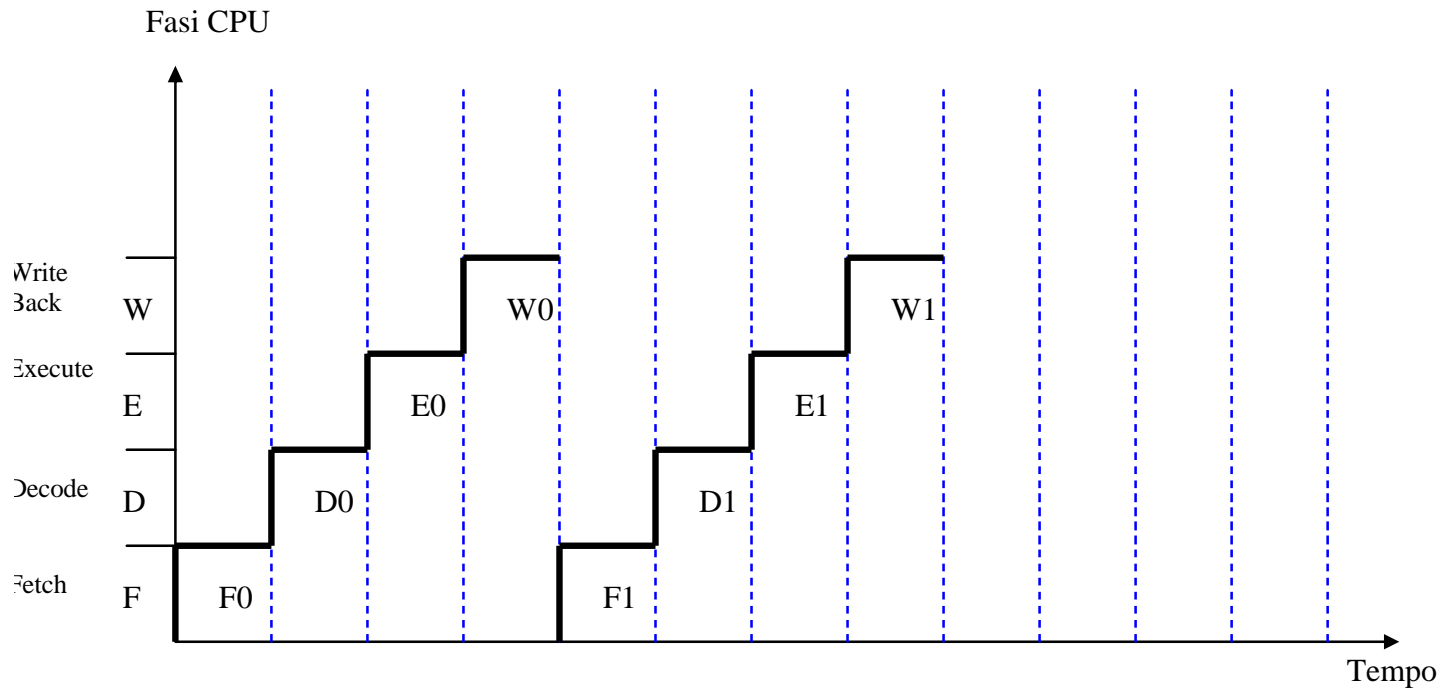 Fasi CPU
Write
Back
W
W0
W1
Execute
E
E0
E1
Decode
D
D0
D1
Fetch
F
F0
F1
Tempo